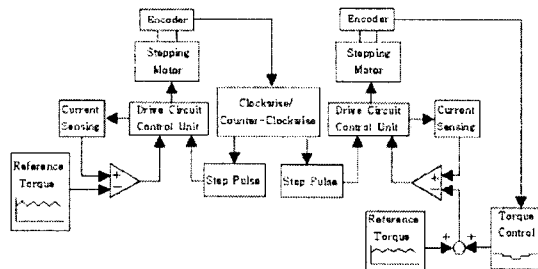 Encoder
Stepping
Motor
Current
Sensing
Drive Circuit
Control Unit
Clockwise/
Counter-Clockwise
Reference
Torque
+
−
Step Pulse
Step Pulse
Encoder
Stepping
Motor
Drive Circuit
Control Unit
Current
Sensing
+
−
Reference
Torque
+
+
Torque
Control